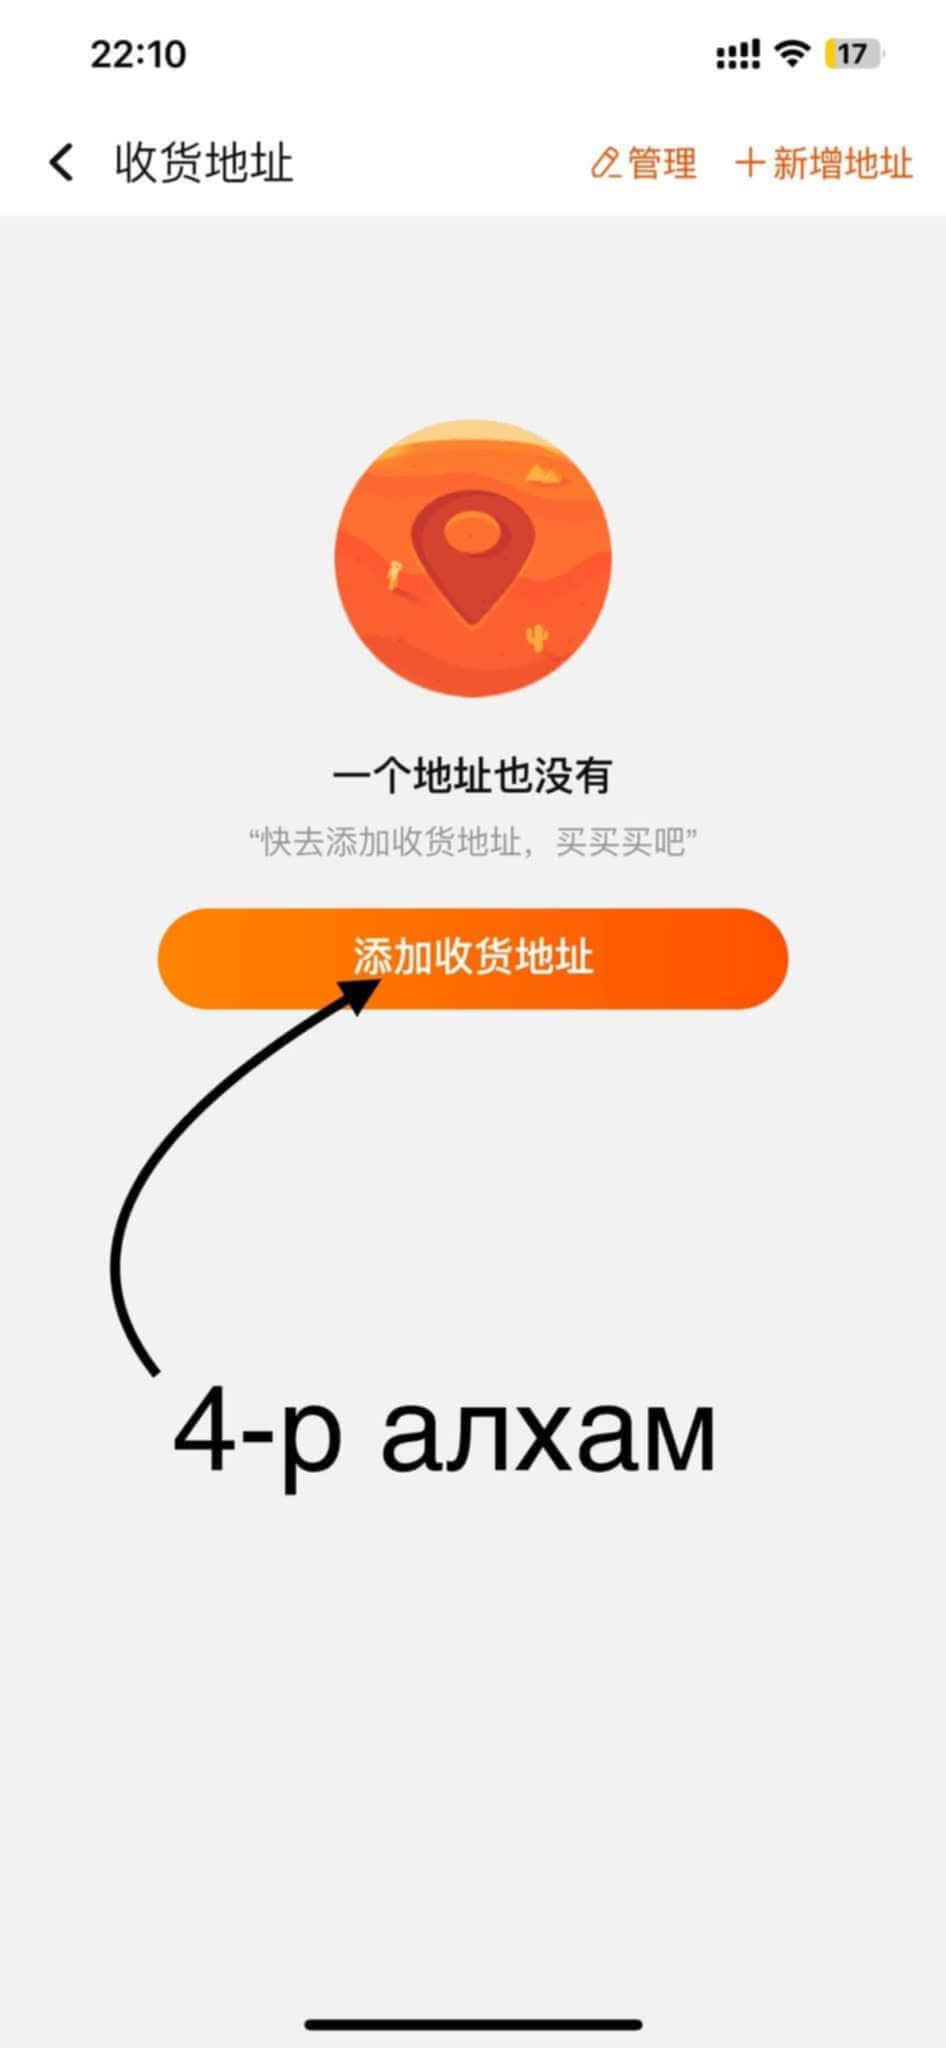 22:10
17
收货地址
管理
新增地址
一个地址也没有
“快去添加收货地址，买买买吧”
添加收货地址
4-р алхам